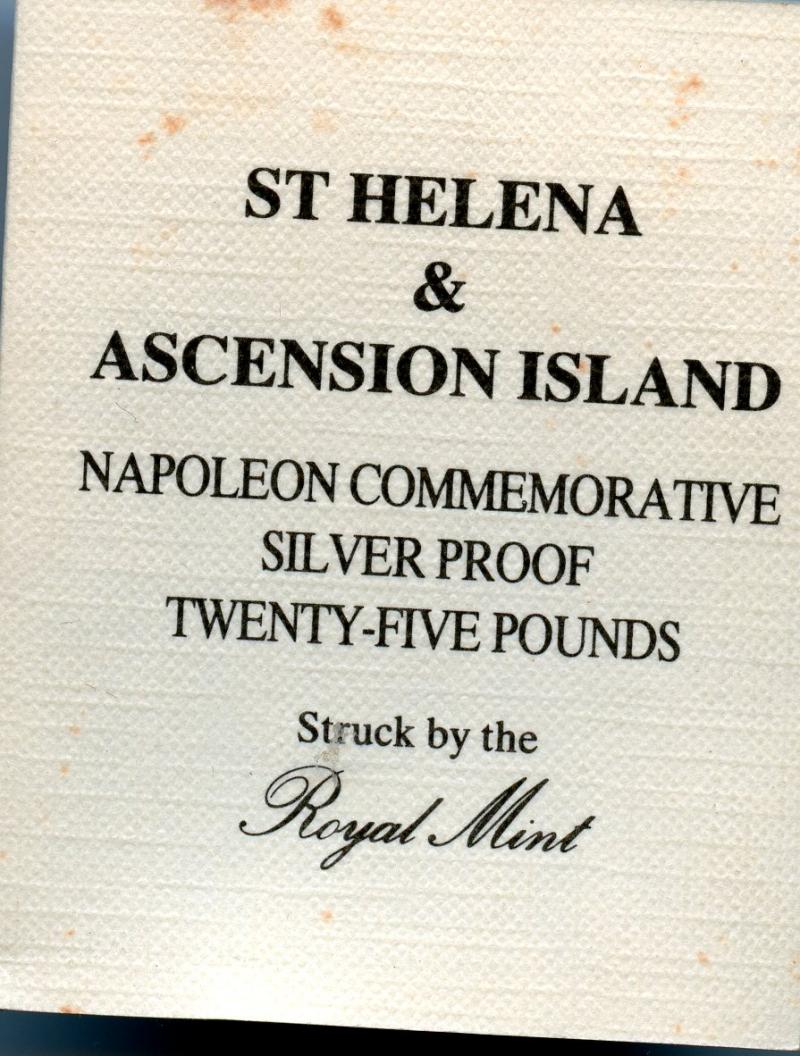 ST HELENA
&
ASCENSION ISLAND
NAPOLEON COMMEMORATIVE
SILVER PROOF
TWENTY-FIVE POUNDS
Struck by the
Royal Mint